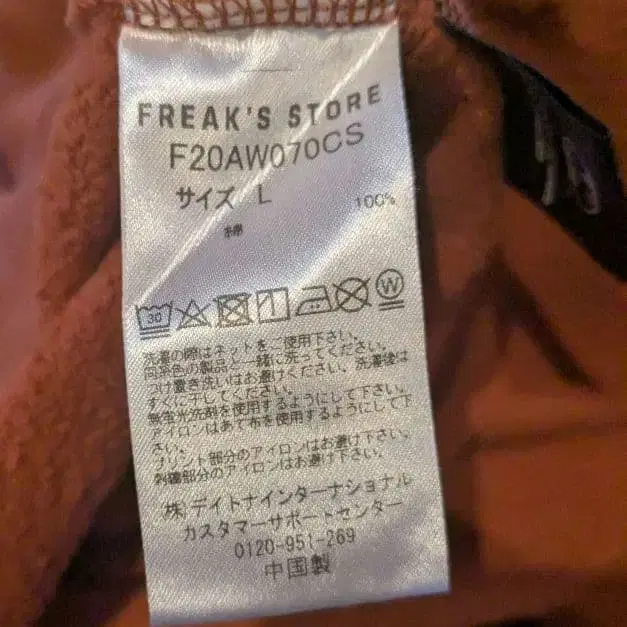 FREAK'S STORE
F20AW070CS
サイズ L
綿 100%
30 W
洗濯の際はネットをご使用下さい。
同系色の製品と一緒に洗ってください。
つけ置き洗いはお避けください。洗濯後は
すぐに干してください。
無蛍光洗剤を使用するようにして下さい。
アイロンはあて布を使用するようにして下
さい。
プリント部分のアイロンはお避け下さい。
刺繍部分のアイロンはお避け下さい。
(株)デイトナインターナショナル
カスタマーサポートセンター
0120-951-269
中国製